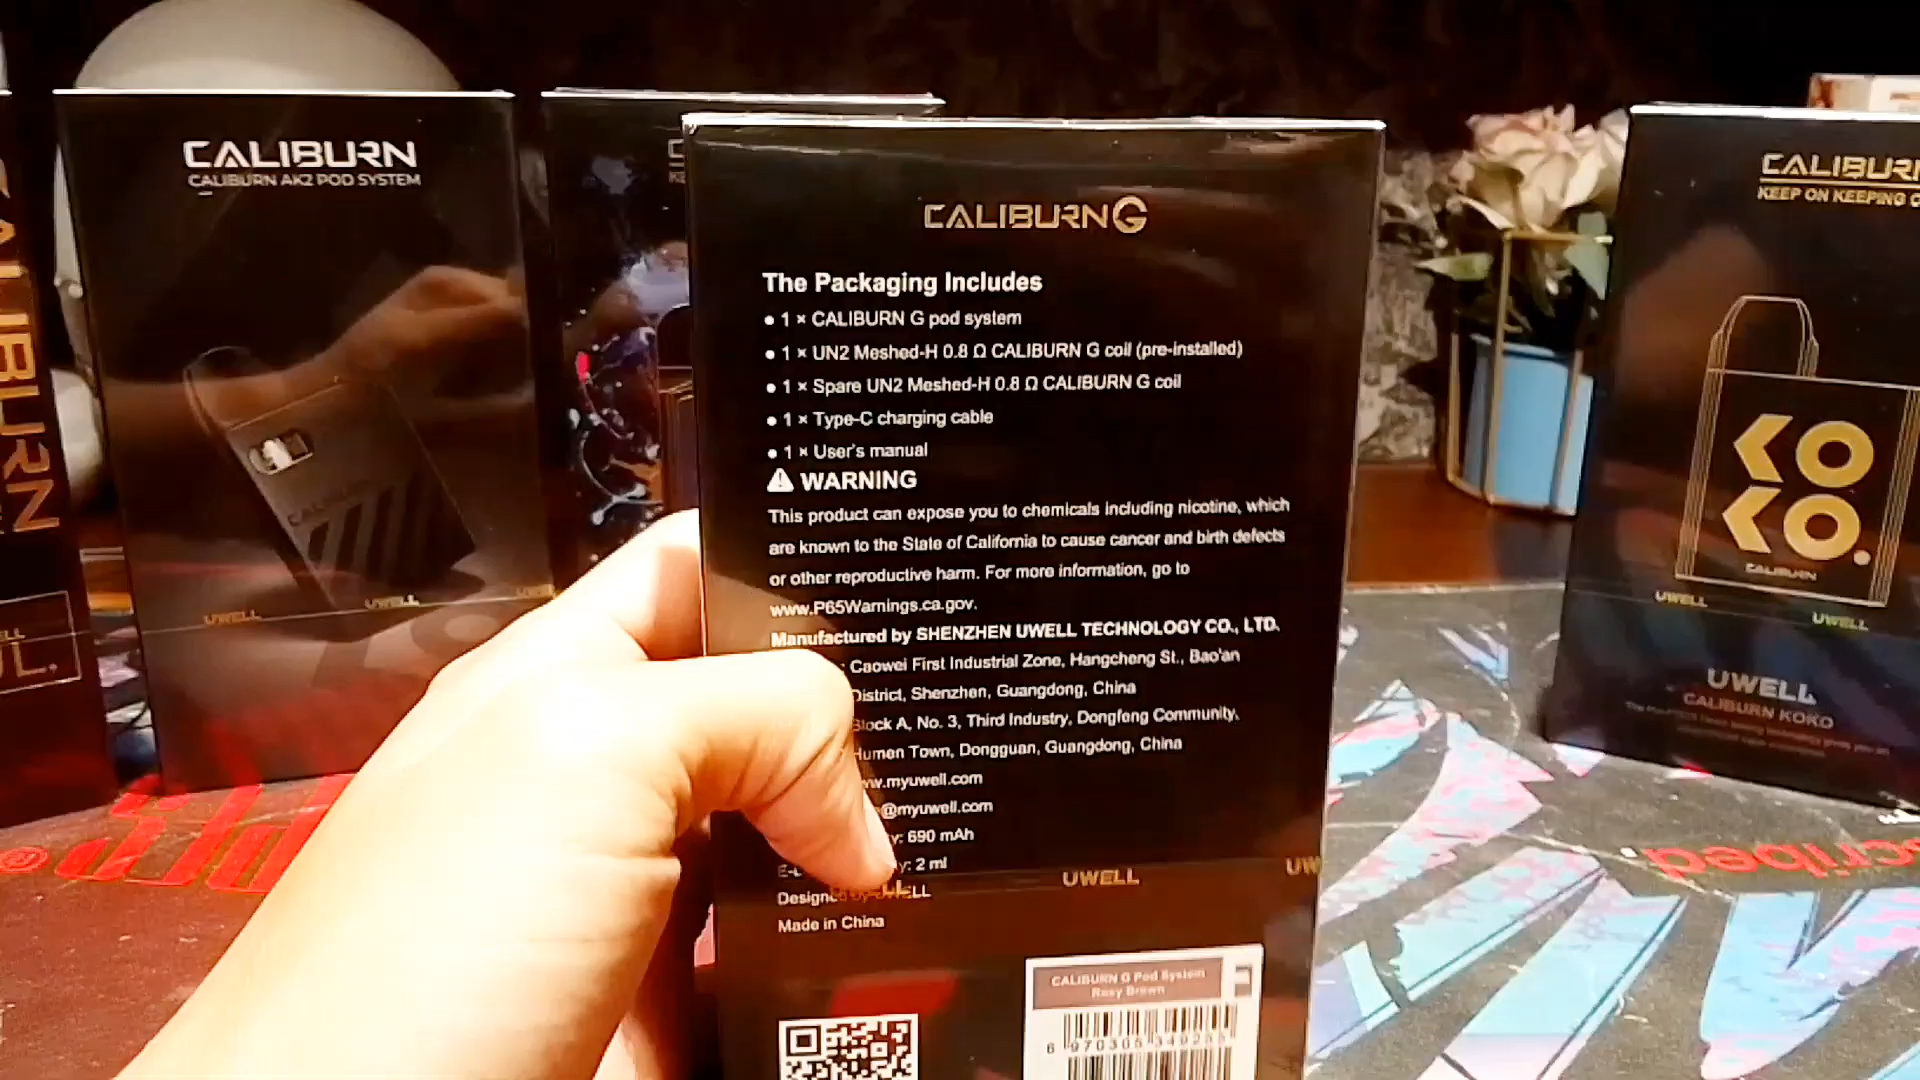 CALIBURN
CALIBURN AK2 POD SYSTEM
UWELL UWELL
CALIBURN
CALIBURN G
The Packaging Includes
● 1 × CALIBURN G pod system
● 1 × UN2 Meshed-H 0.8 Ω CALIBURN G coil (pre-installed)
● 1 × Spare UN2 Meshed-H 0.8 Ω CALIBURN G coil
● 1 × Type-C charging cable
● 1 × User's manual
WARNING
This product can expose you to chemicals including nicotine, which
are known to the State of California to cause cancer and birth defects
or other reproductive harm. For more information, go to
www.P65Warnings.ca.gov.
Manufactured by SHENZHEN UWELL TECHNOLOGY CO., LTD.
: Caowei First Industrial Zone, Hangcheng St., Bao'an
District, Shenzhen, Guangdong, China
Block A, No. 3, Third Industry, Dongfeng Community,
Humen Town, Dongguan, Guangdong, China
w.myuwell.com
@myuwell.com
y: 690 mAh
y: 2 ml
UWELL
Made in China
CALIBURN G Pod System
Rosy Brown
CALIBURN
KEEP ON KEEPING
KO
KO.
CALIBURN
UWELL UWELL
UWELL
CALIBURN KOKO
cribed.